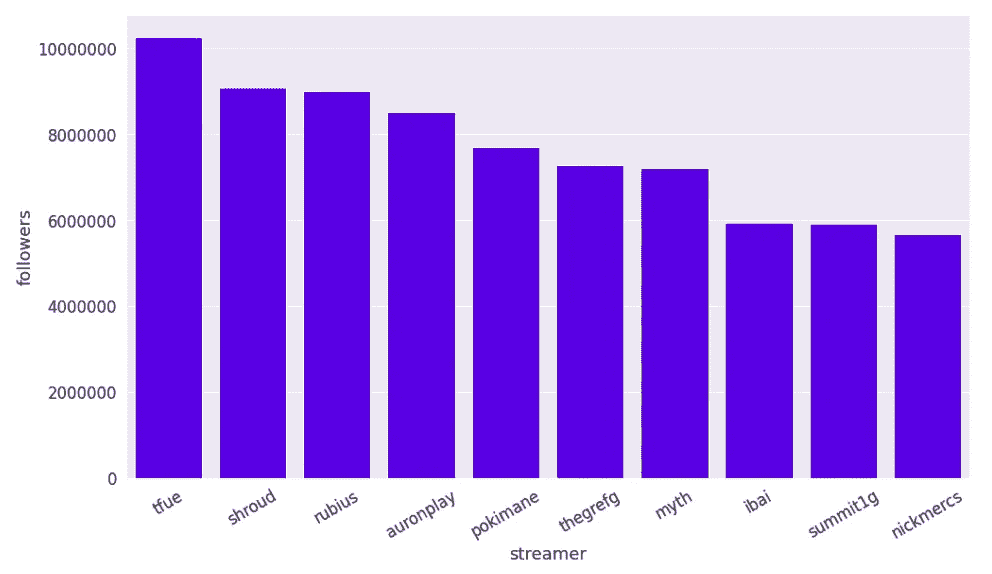 10000000
8000000
6000000
4000000
2000000
0
followers
tfue
shroud
rubius
auronplay
pokimane
thegrefg
myth
ibai
summit1g
nickmercs
streamer